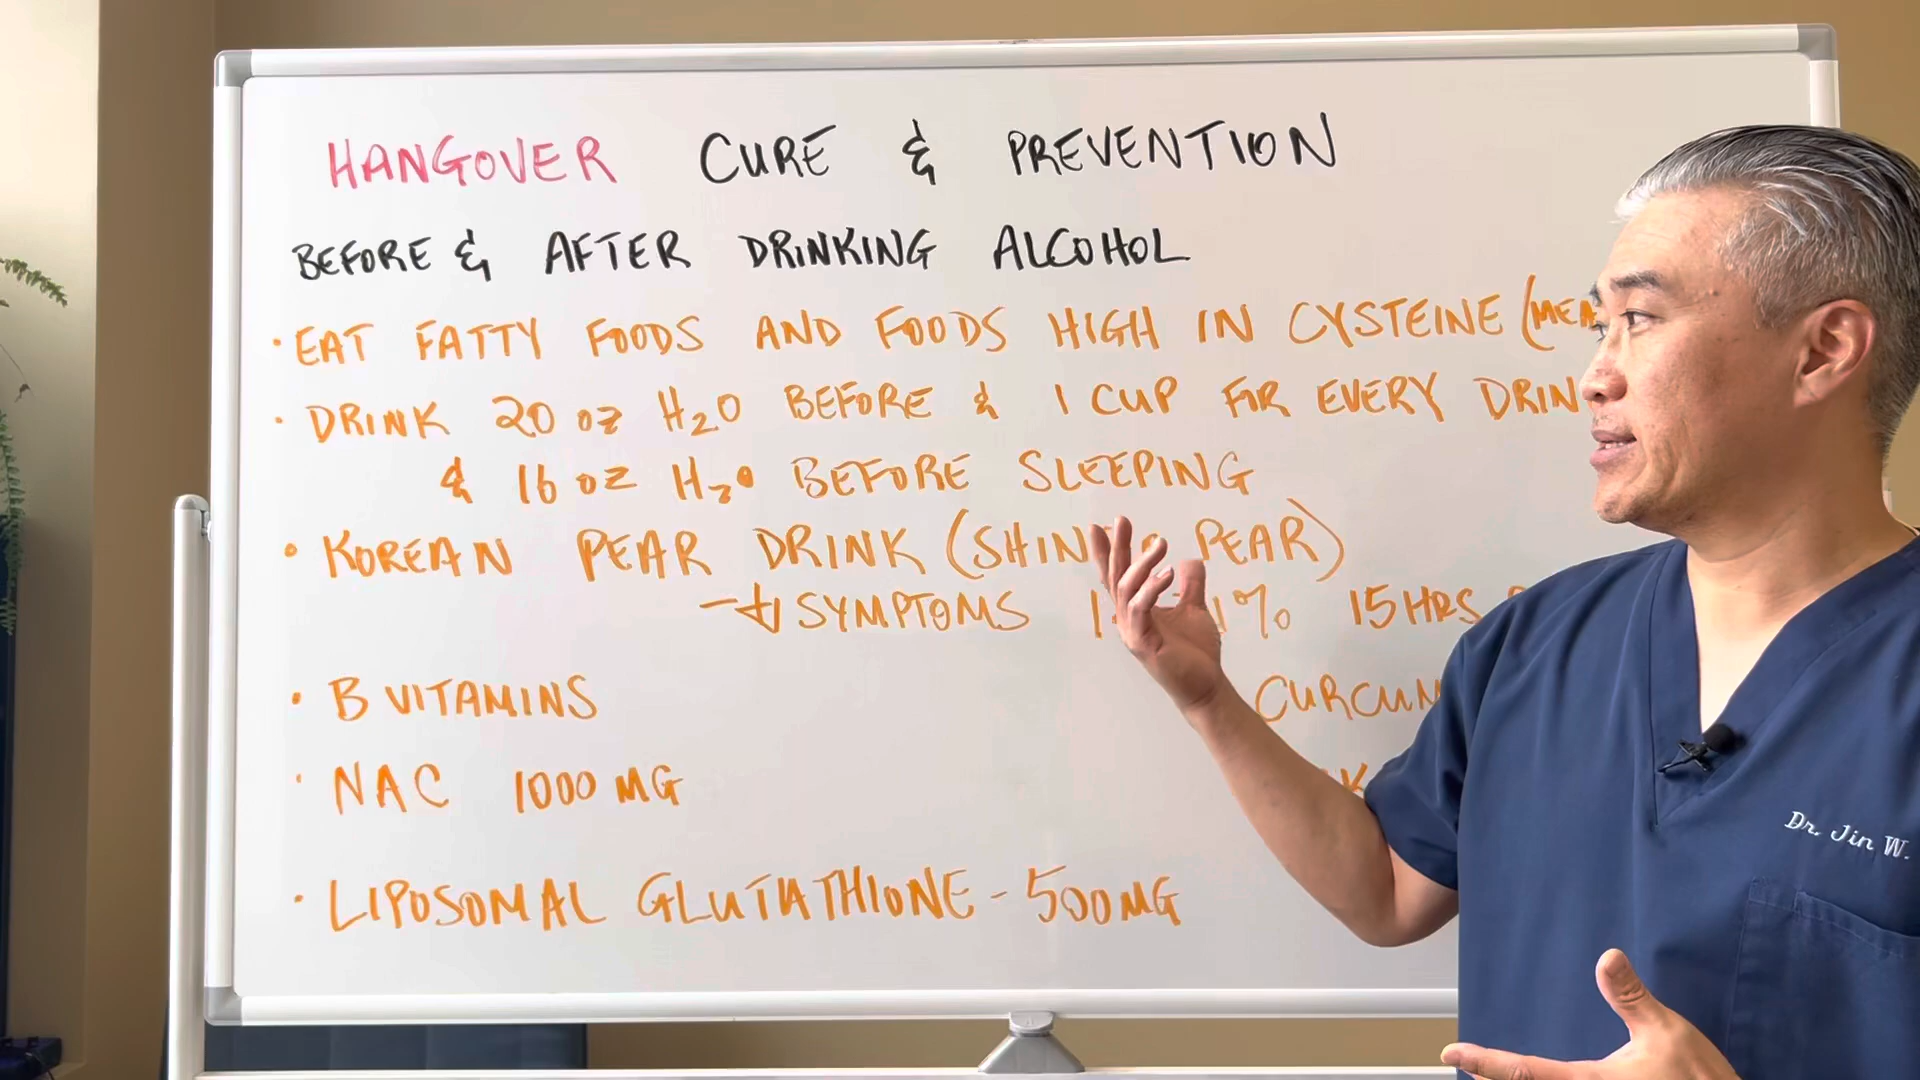 HANGOVER CURE & PREVENTION
BEFORE & AFTER DRINKING ALCOHOL
• EAT FATTY FOODS AND FOODS HIGH IN CYSTEINE
• DRINK 20 oz H2O BEFORE & 1 CUP FOR EVERY
& 16 oz H2O BEFORE SLEEPING
• KOREAN PEAR DRINK PEAR)
→ ↓ SYMPTOMS 15HRS
• B VITAMINS
• NAC 1000 MG
• LIPOSOMAL GLUTATHIONE - 500MG
Dr. Jin W.